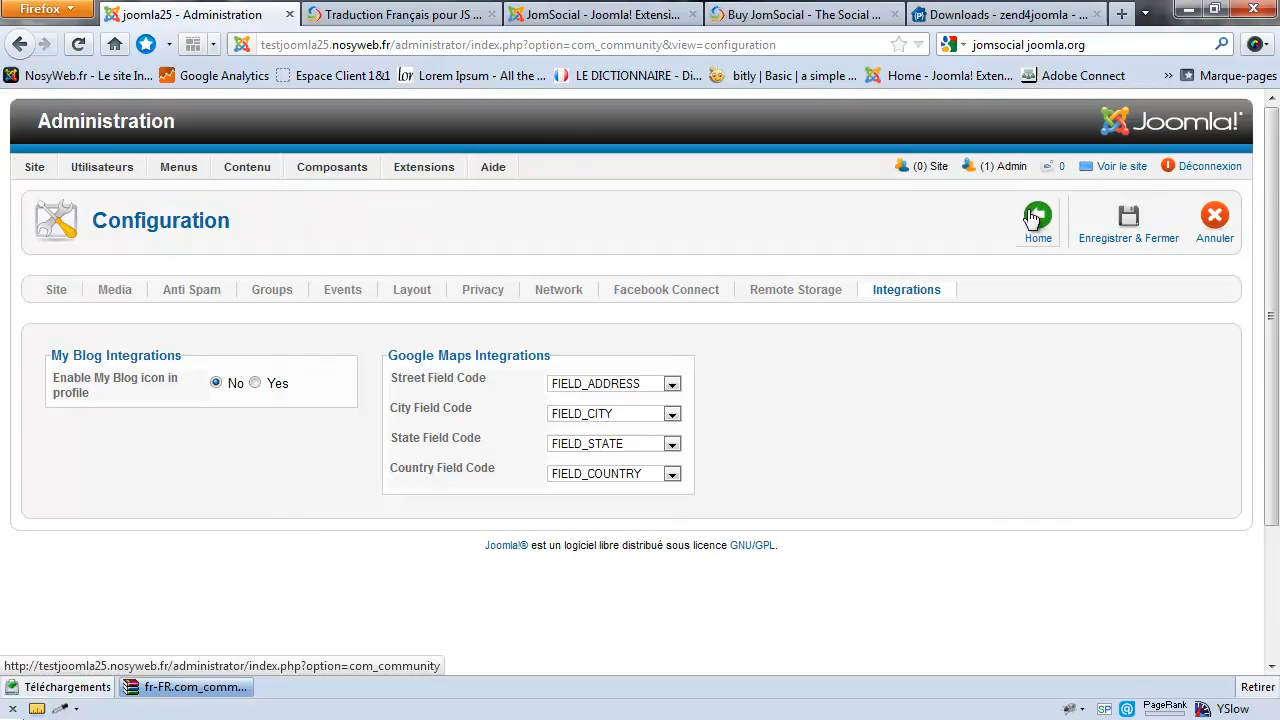 Firefox
joomla25 - Administration
Traduction Français pour JS ...
JomSocial - Joomla! Extensi...
Buy JomSocial - The Social ...
Downloads - zend4joomla - ...
testjoomla25.nosyweb.fr/administrator/index.php?option=com_community&view=configuration
jomsocial joomla.org
NosyWeb.fr - Le site In...
Google Analytics
Espace Client 1&1
lor Lorem Ipsum - All the ...
LE DICTIONNAIRE - Di...
bitly | Basic | a simple ...
Home - Joomla! Exten...
Adobe Connect
»
Marque-pages
Administration
Joomla!
Site
Utilisateurs
Menus
Contenu
Composants
Extensions
Aide
(0) Site
(1) Admin
0
Voir le site
Déconnexion
Configuration
Home
Enregistrer & Fermer
Annuler
Site
Media
Anti Spam
Groups
Events
Layout
Privacy
Network
Facebook Connect
Remote Storage
Integrations
My Blog Integrations
Enable My Blog icon in profile
No
Yes
Google Maps Integrations
Street Field Code
FIELD_ADDRESS
City Field Code
FIELD_CITY
State Field Code
FIELD_STATE
Country Field Code
FIELD_COUNTRY
Joomla!® est un logiciel libre distribué sous licence GNU/GPL.
http://testjoomla25.nosyweb.fr/administrator/index.php?option=com_community
Téléchargements
fr-FR.com_comm...
Retirer
SP
PageRank
YSlow